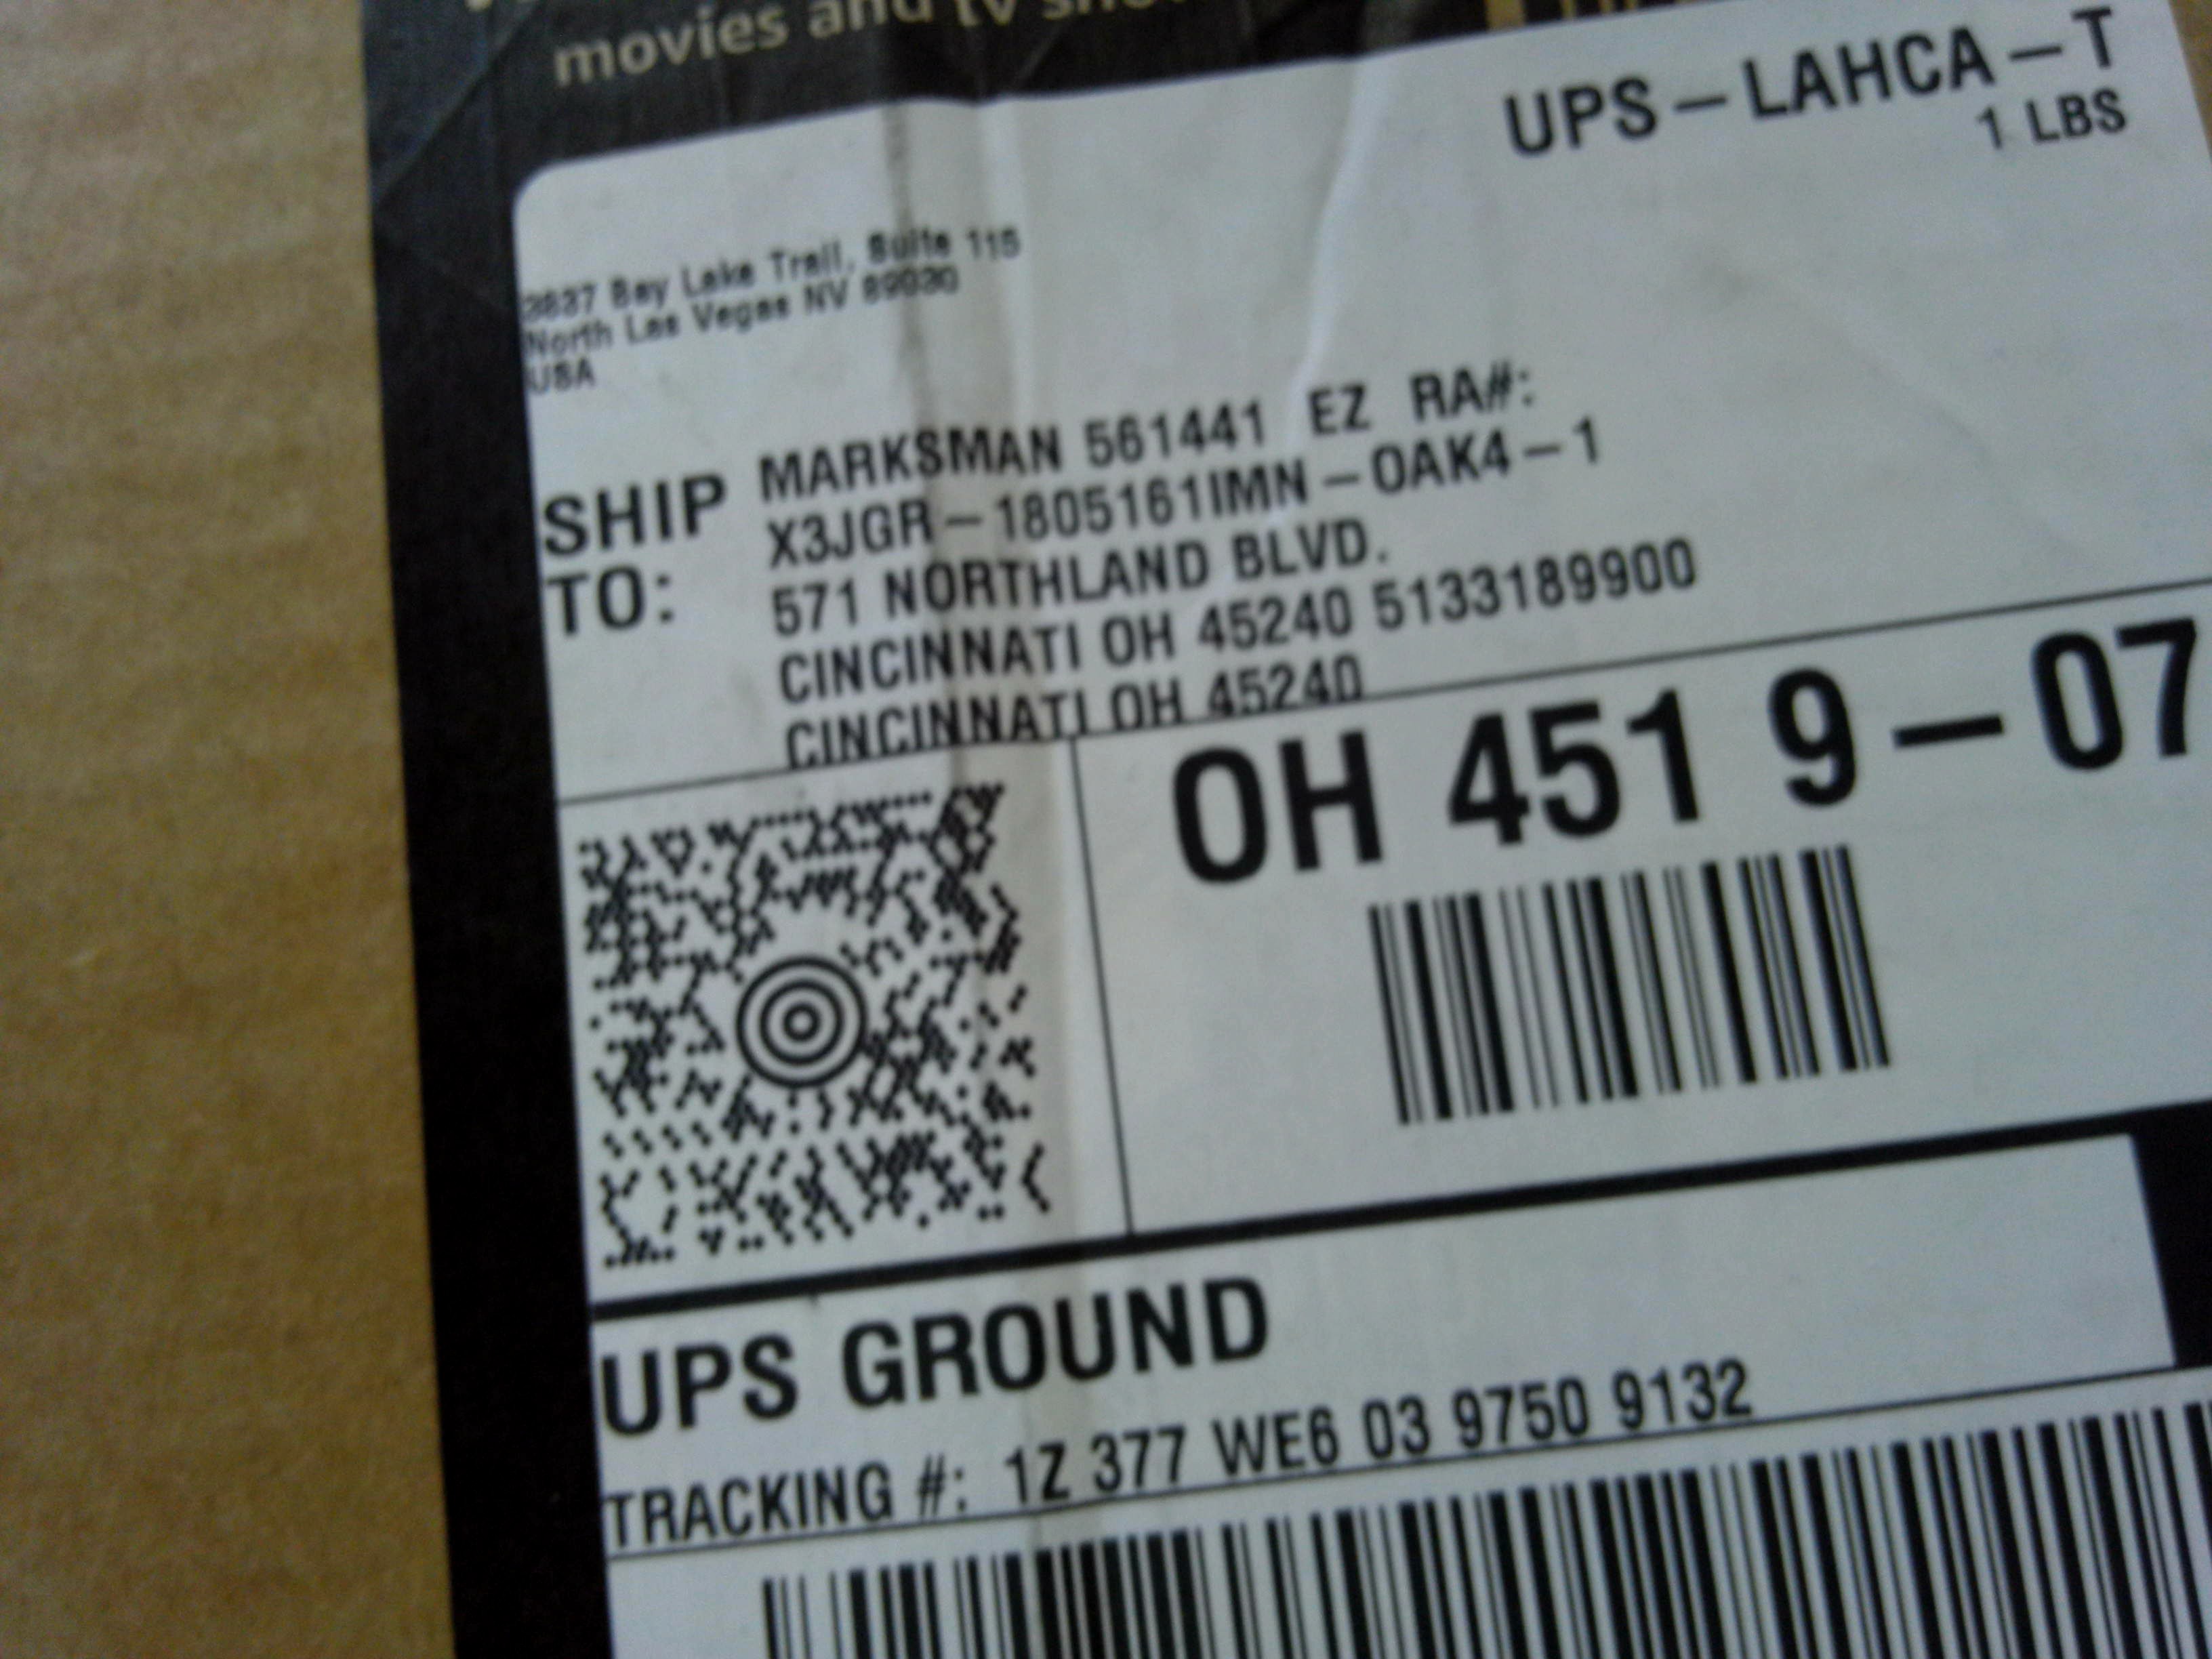 movies and tv
UPS-LAHCA-T
1 LBS
3837 Bay Lake Trail, Suite 115
North Las Vegas NV 89030
USA
SHIP TO:
MARKSMAN 561441 EZ RA#:
X3JGR-1805161IMN-OAK4-1
571 NORTHLAND BLVD.
CINCINNATI OH 45240 5133189900
CINCINNATI OH 45240
OH 451 9-07
UPS GROUND
TRACKING #: 1Z 377 WE6 03 9750 9132